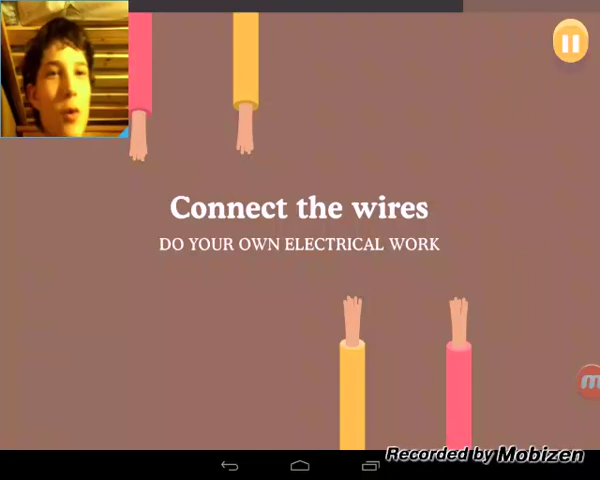 Connect the wires
DO YOUR OWN ELECTRICAL WORK
m
Recorded by Mobizen